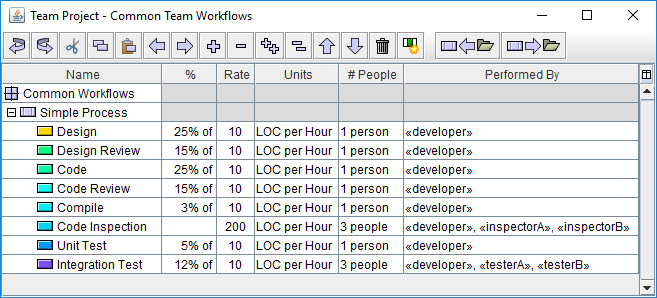 Team Project - Common Team Workflows
Name % Rate Units # People Performed By
Common Workflows
Simple Process
Design 25% of 10 LOC per Hour 1 person «developer»
Design Review 15% of 10 LOC per Hour 1 person «developer»
Code 25% of 10 LOC per Hour 1 person «developer»
Code Review 15% of 10 LOC per Hour 1 person «developer»
Compile 3% of 10 LOC per Hour 1 person «developer»
Code Inspection 200 LOC per Hour 3 people «developer», «inspectorA», «inspectorB»
Unit Test 5% of 10 LOC per Hour 1 person «developer»
Integration Test 12% of 10 LOC per Hour 3 people «developer», «testerA», «testerB»